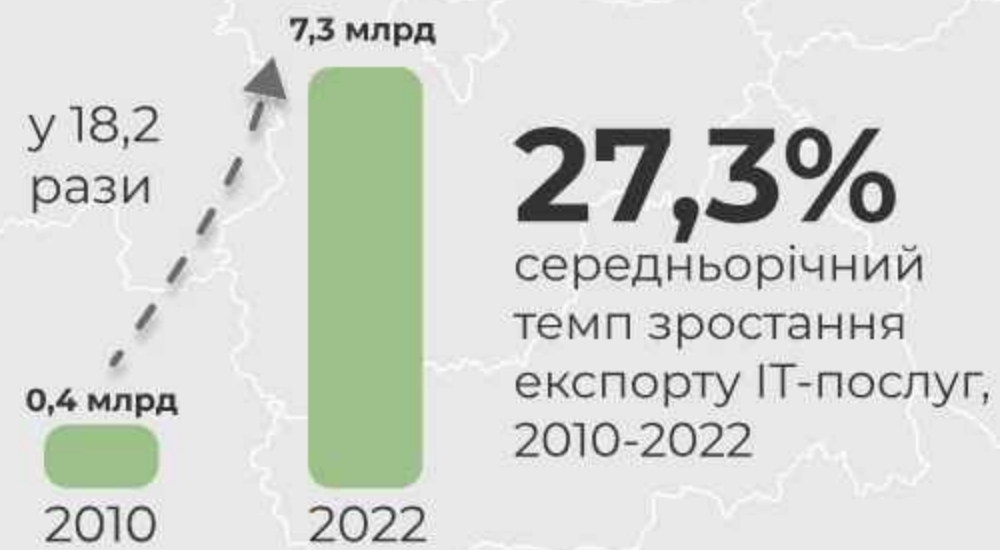 7,3 млрд
у 18,2
рази
0,4 млрд
2010
2022
27,3%
середньорічний
темп зростання
експорту ІТ-послуг,
2010-2022